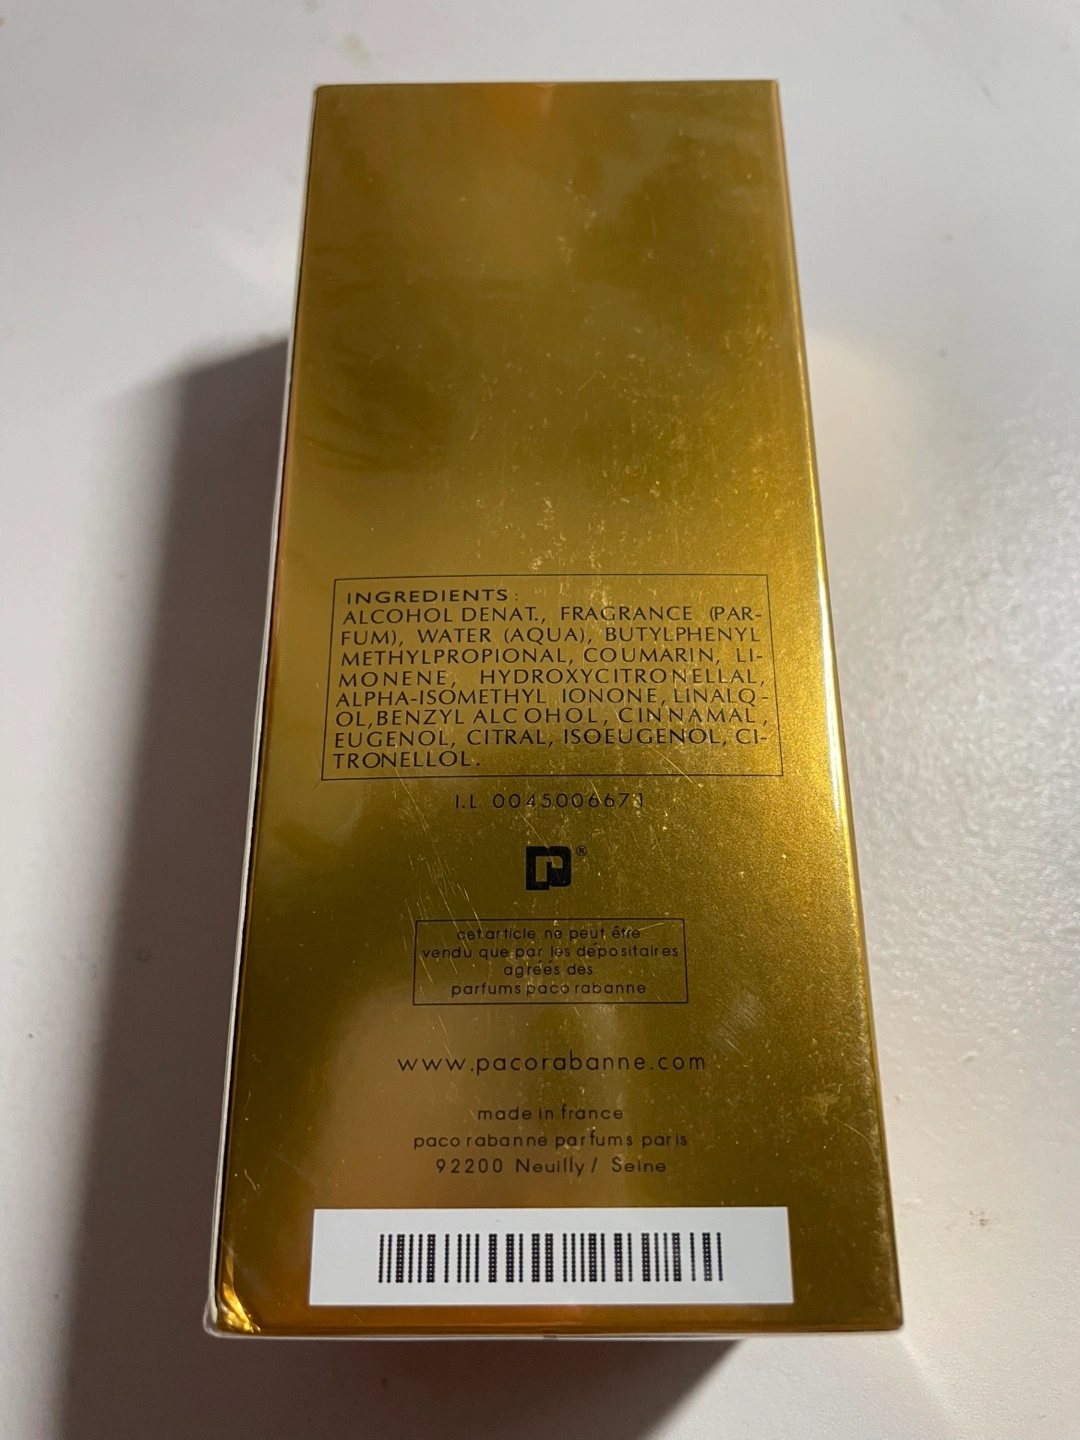 INGREDIENTS:
ALCOHOL DENAT., FRAGRANCE (PAR-
FUM), WATER (AQUA), BUTYLPHENYL
METHYLPROPIONAL, COUMARIN, LI-
MONENE, HYDROXYCITRONELLAL,
ALPHA-ISOMETHYL IONONE, LINALO-
OL, BENZYL ALCOHOL, CINNAMAL,
EUGENOL, CITRAL, ISOEUGENOL, CI-
TRONELLOL.
I.L 0045006671
®
cet article ne peut être
vendu que par les dépositaires
agréés des
parfums paco rabanne
www.pacorabanne.com
made in france
paco rabanne parfums paris
92200 Neuilly / Seine